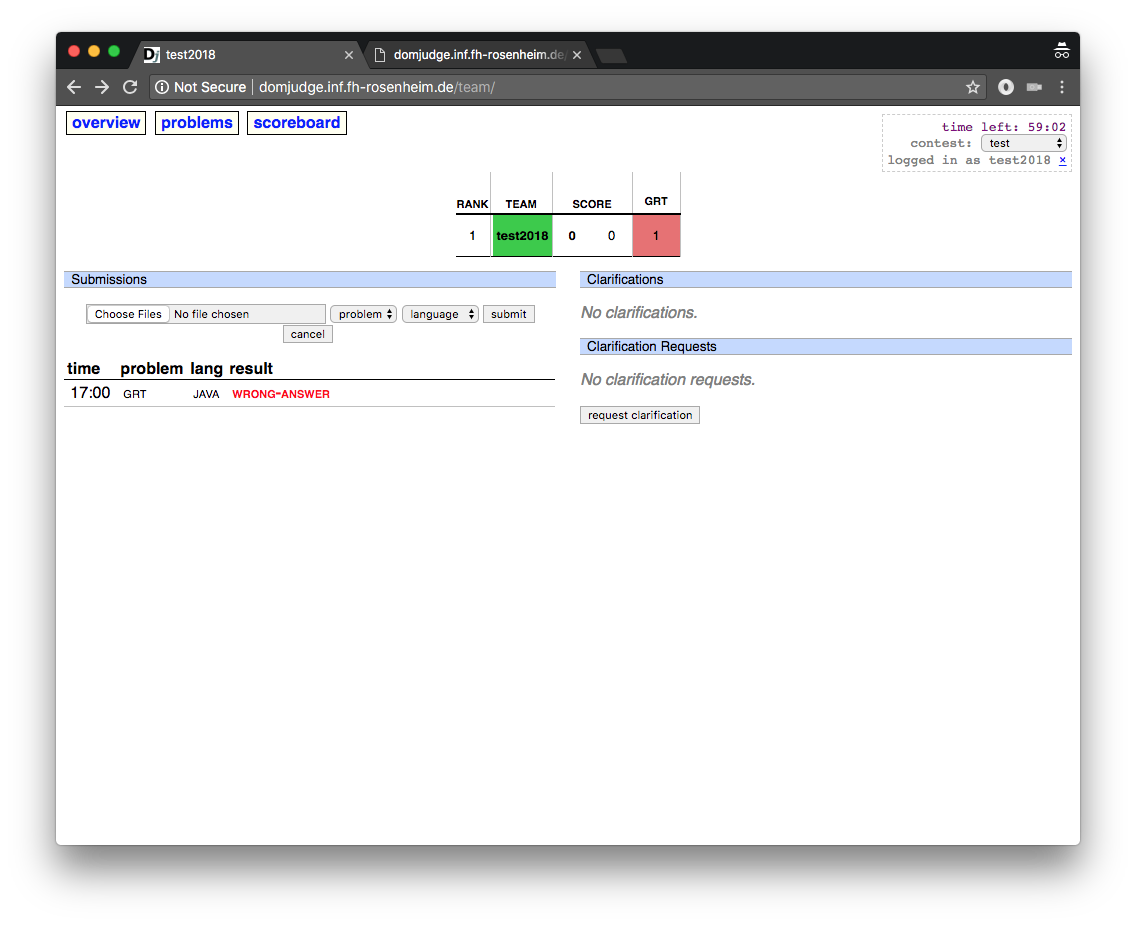 test2018
domjudge.inf.fh-rosenheim.de/
Not Secure domjudge.inf.fh-rosenheim.de/team/
overview problems scoreboard
time left: 59:02
contest: test
logged in as test2018 ×
RANK TEAM SCORE GRT
1 test2018 0 0 1
Submissions
Choose Files No file chosen problem language submit
cancel
time problem lang result
17:00 GRT JAVA WRONG-ANSWER
Clarifications
No clarifications.
Clarification Requests
No clarification requests.
request clarification